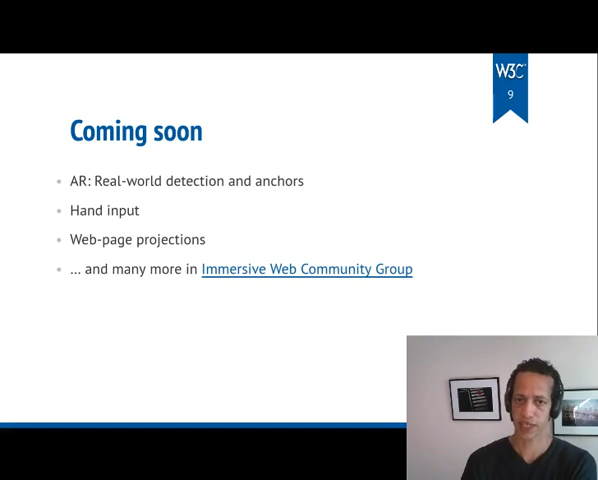 W3C
9
Coming soon
AR: Real-world detection and anchors
Hand input
Web-page projections
... and many more in Immersive Web Community Group